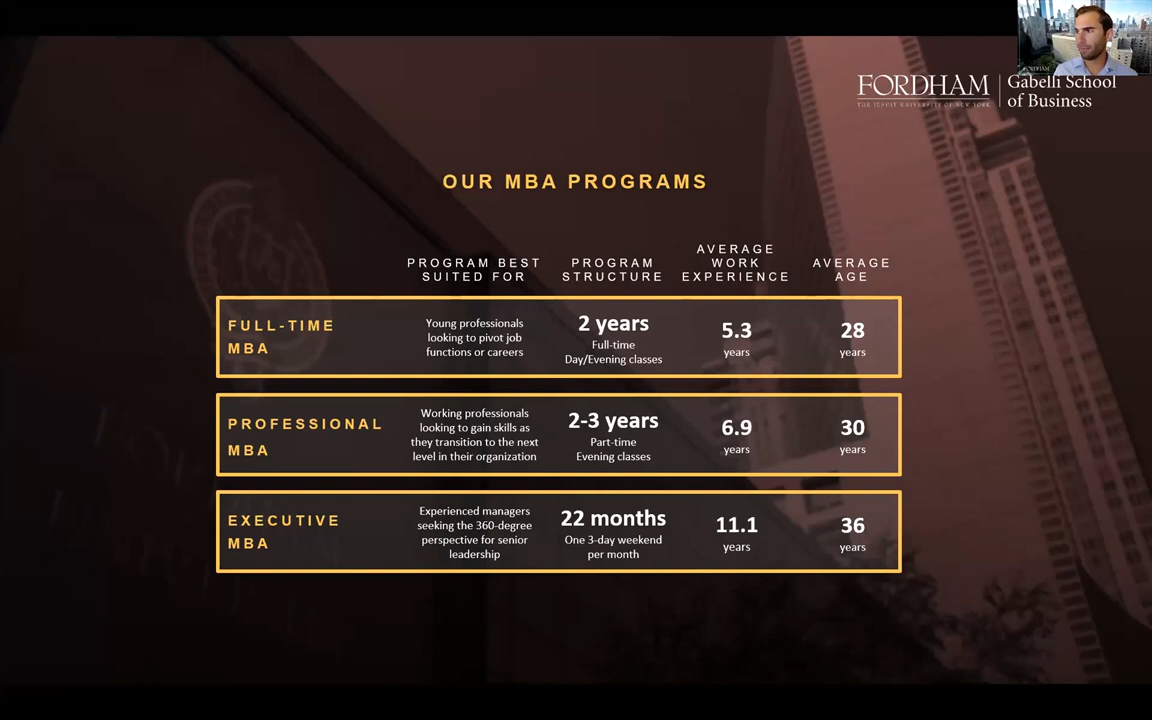 FORDHAM
FORDHAM
THE JESUIT UNIVERSITY OF NEW YORK
Gabelli School
of Business
OUR MBA PROGRAMS
PROGRAM BEST
SUITED FOR
PROGRAM
STRUCTURE
AVERAGE
WORK
EXPERIENCE
AVERAGE
AGE
FULL-TIME
MBA
Young professionals
looking to pivot job
functions or careers
2 years
Full-time
Day/Evening classes
5.3
years
28
years
PROFESSIONAL
MBA
Working professionals
looking to gain skills as
they transition to the next
level in their organization
2-3 years
Part-time
Evening classes
6.9
years
30
years
EXECUTIVE
MBA
Experienced managers
seeking the 360-degree
perspective for senior
leadership
22 months
One 3-day weekend
per month
11.1
years
36
years